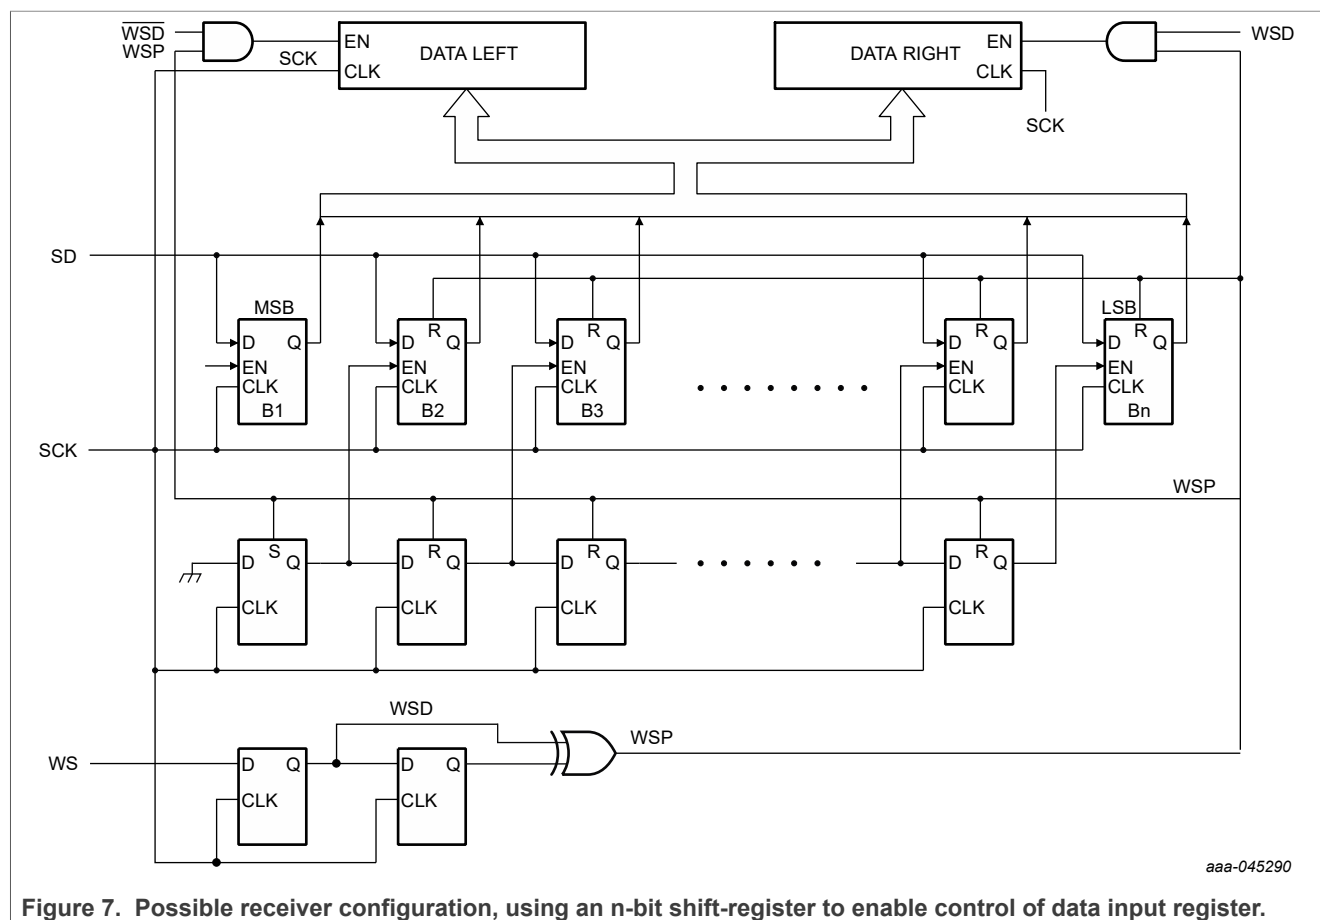 WSD
WSP
SCK
EN
CLK
DATA LEFT
DATA RIGHT
EN
CLK
WSD
SCK
SD
MSB
D Q
EN
CLK
B1
R
D Q
EN
CLK
B2
R
D Q
EN
CLK
B3
R
D Q
EN
CLK
LSB
R
D Q
EN
CLK
Bn
SCK
WSP
S
D Q
CLK
R
D Q
CLK
R
D Q
CLK
R
D Q
CLK
WSD
WS
D Q
CLK
D Q
CLK
WSP
aaa-045290
Figure 7. Possible receiver configuration, using an n-bit shift-register to enable control of data input register.